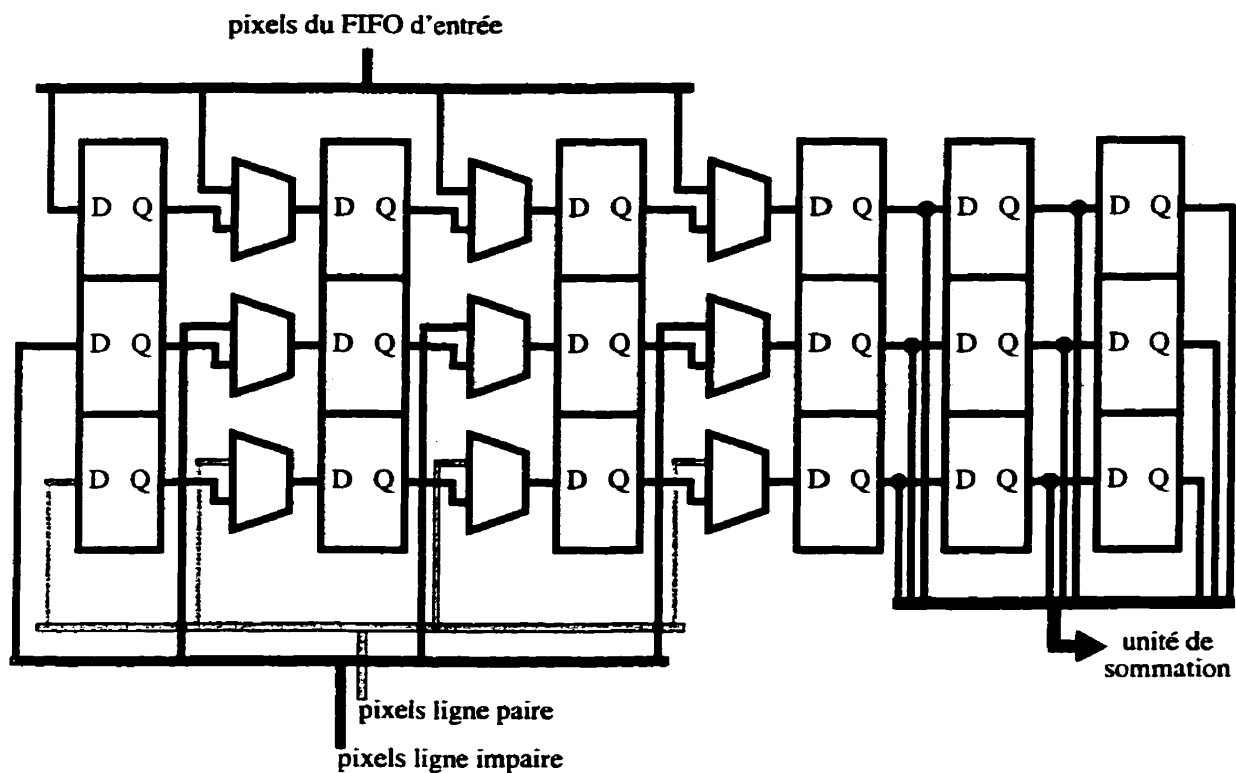 pixels du FIFO d'entrée
D Q D Q D Q D Q D Q D Q
D Q D Q D Q D Q D Q D Q
D Q D Q D Q D Q D Q D Q
unité de
sommation
pixels ligne paire
pixels ligne impaire